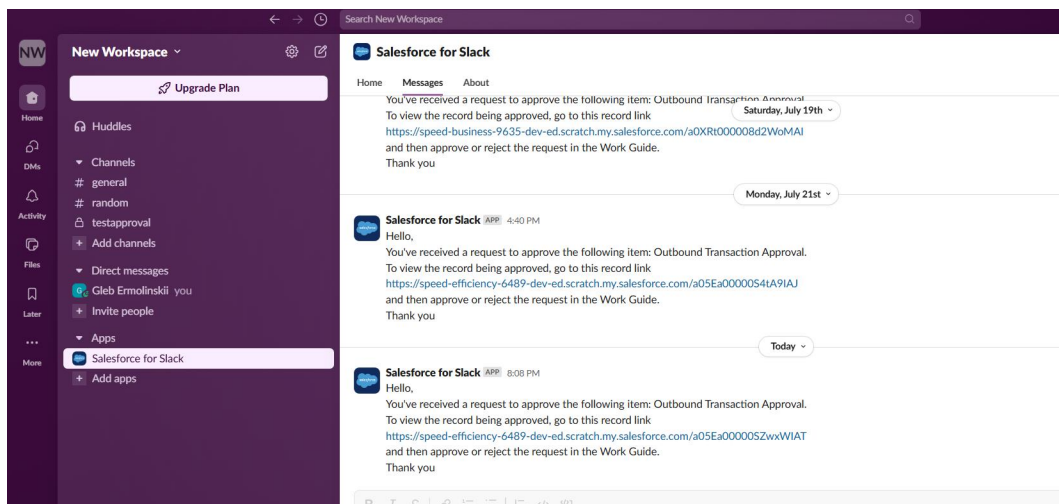 Search New Workspace
NW
New Workspace
Upgrade Plan
Home
DMs
Activity
Files
Later
More
Huddles
Channels
# general
# random
testapproval
+ Add channels
Direct messages
G Gleb Ermolinskii you
+ Invite people
Apps
Salesforce for Slack
+ Add apps
Salesforce for Slack
Home Messages About
You've received a request to approve the following item: Outbound Transaction Approval
Saturday, July 19th
To view the record being approved, go to this record link
https://speed-business-9635-dev-ed.scratch.my.salesforce.com/a0XRt000008d2WoMAI
and then approve or reject the request in the Work Guide.
Thank you
Monday, July 21st
Salesforce for Slack APP 4:40 PM
Hello,
You've received a request to approve the following item: Outbound Transaction Approval.
To view the record being approved, go to this record link
https://speed-efficiency-6489-dev-ed.scratch.my.salesforce.com/a05Ea00000S4tA9IAJ
and then approve or reject the request in the Work Guide.
Thank you
Today
Salesforce for Slack APP 8:08 PM
Hello,
You've received a request to approve the following item: Outbound Transaction Approval.
To view the record being approved, go to this record link
https://speed-efficiency-6489-dev-ed.scratch.my.salesforce.com/a05Ea00000SZwxWIAT
and then approve or reject the request in the Work Guide.
Thank you